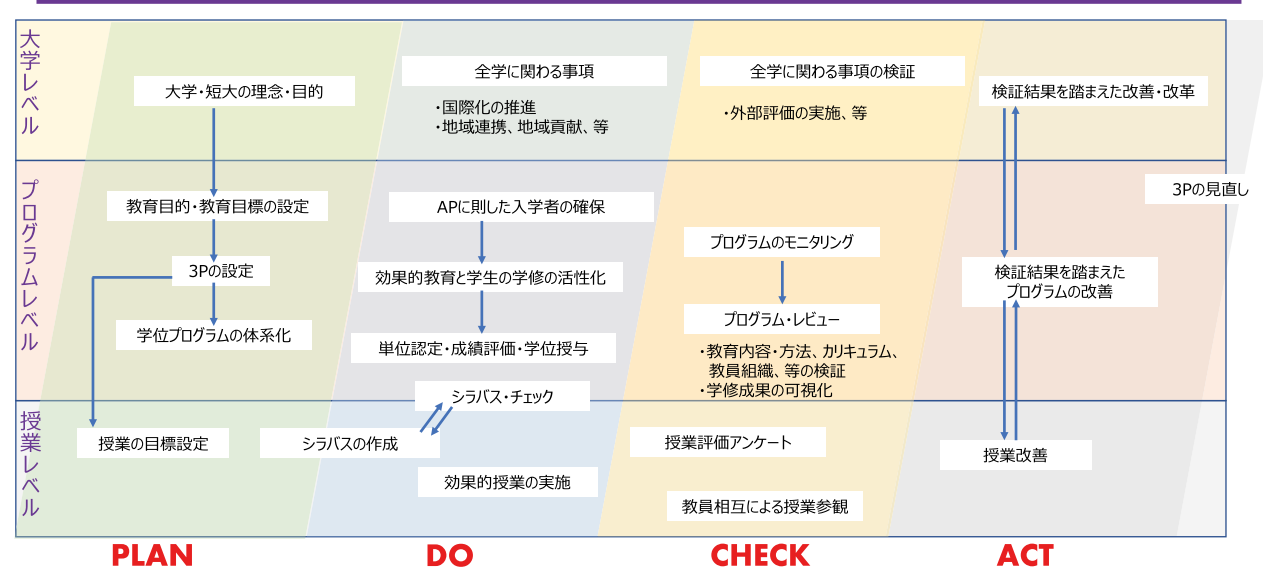 大学レベル
大学・短大の理念・目的
全学に関わる事項
・国際化の推進
・地域連携、地域貢献、等
全学に関わる事項の検証
・外部評価の実施、等
検証結果を踏まえた改善・改革
プログラムレベル
教育目的・教育目標の設定
3Pの設定
学位プログラムの体系化
APに則した入学者の確保
効果的教育と学生の学修の活性化
単位認定・成績評価・学位授与
シラバス・チェック
プログラムのモニタリング
プログラム・レビュー
・教育内容・方法、カリキュラム、
教員組織、等の検証
・学修成果の可視化
3Pの見直し
検証結果を踏まえた
プログラムの改善
授業レベル
授業の目標設定
シラバスの作成
効果的授業の実施
授業評価アンケート
教員相互による授業参観
授業改善
PLAN
DO
CHECK
ACT